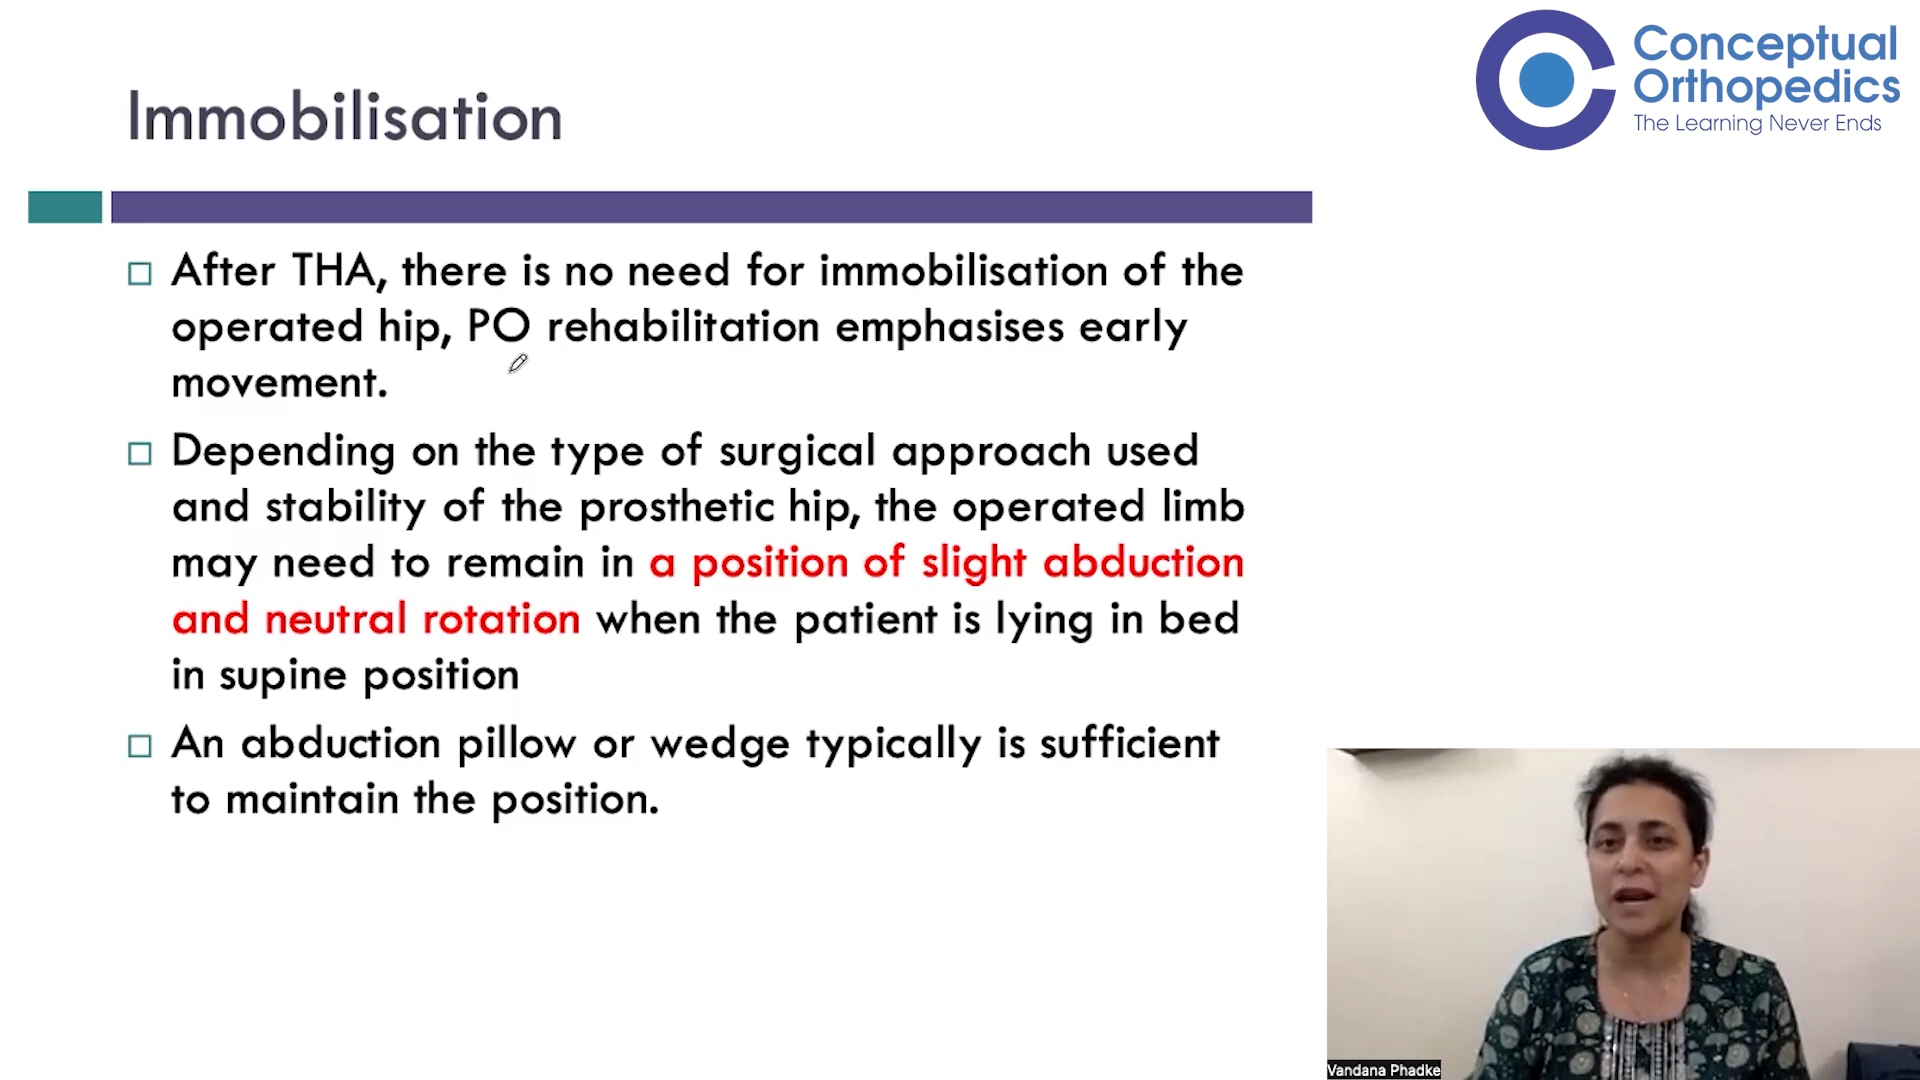 Conceptual
Orthopedics
The Learning Never Ends
Immobilisation
After THA, there is no need for immobilisation of the
operated hip, PO rehabilitation emphasises early
movement.
Depending on the type of surgical approach used
and stability of the prosthetic hip, the operated limb
may need to remain in a position of slight abduction
and neutral rotation when the patient is lying in bed
in supine position
An abduction pillow or wedge typically is sufficient
to maintain the position.
Vandana Phadke